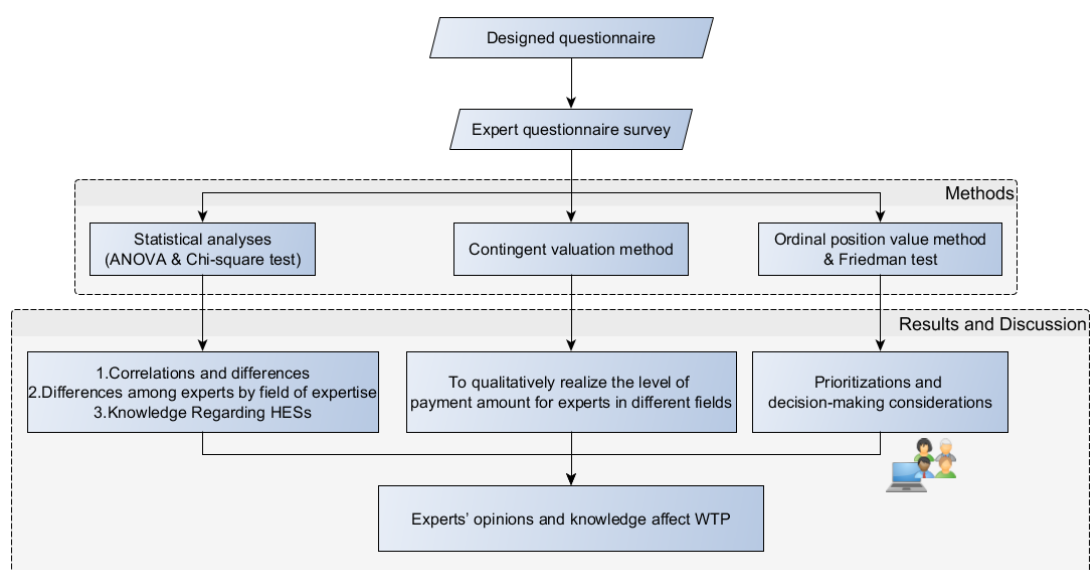 Designed questionnaire
Expert questionnaire survey
Methods
Statistical analyses
(ANOVA & Chi-square test)
Contingent valuation method
Ordinal position value method
& Friedman test
Results and Discussion
1.Correlations and differences
2.Differences among experts by field of expertise
3.Knowledge Regarding HESs
To qualitatively realize the level of
payment amount for experts in different fields
Prioritizations and
decision-making considerations
Experts’ opinions and knowledge affect WTP